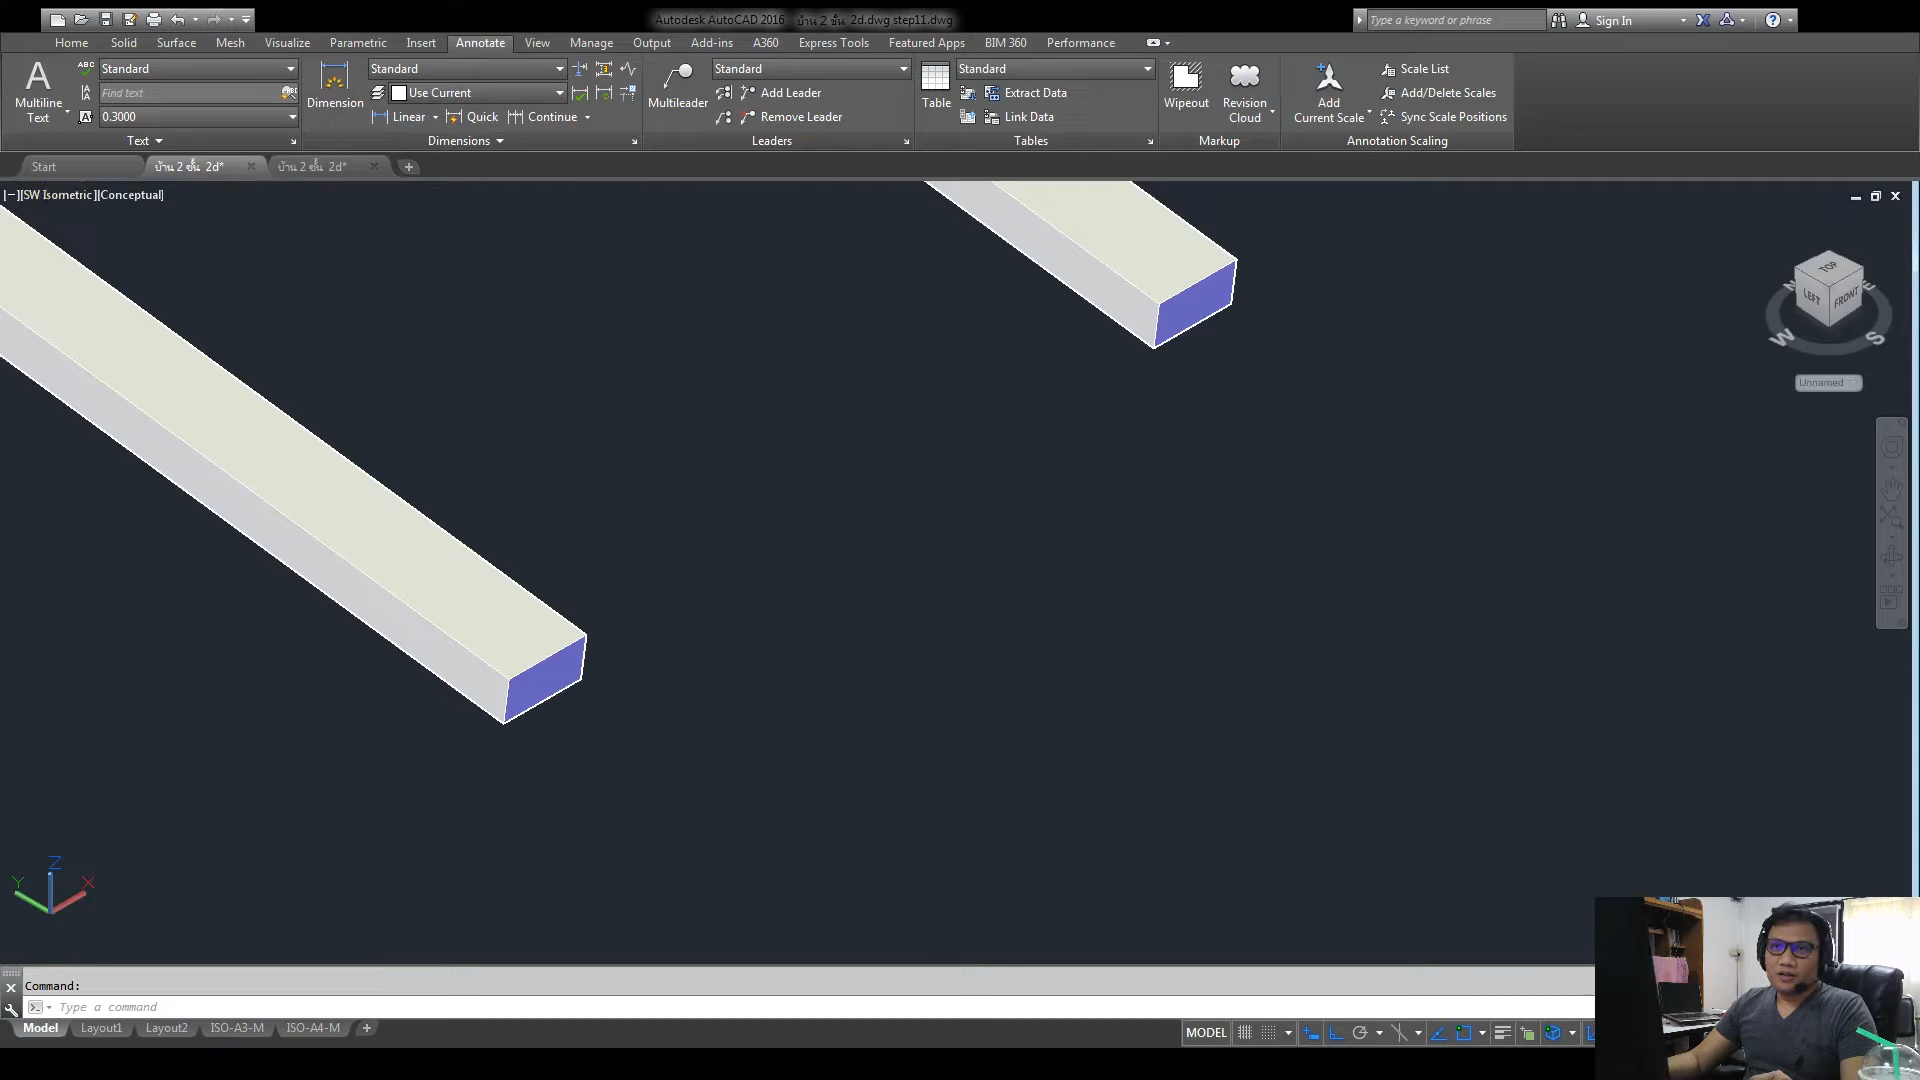 Autodesk AutoCAD 2016 บ้าน 2 ชั้น 2d.dwg step11.dwg
Type a keyword or phrase
Sign In
Home Solid Surface Mesh Visualize Parametric Insert Annotate View Manage Output Add-ins A360 Express Tools Featured Apps BIM 360 Performance
Multiline Text
ABC
Standard
Find text
0.3000
Text
Dimension
Standard
Use Current
Linear Quick Continue
Dimensions
Multileader
Standard
Add Leader
Remove Leader
Leaders
Table
Standard
Extract Data
Link Data
Tables
Wipeout
Revision Cloud
Markup
Add Current Scale
Scale List
Add/Delete Scales
Sync Scale Positions
Annotation Scaling
Start
บ้าน 2 ชั้น 2d*
บ้าน 2 ชั้น 2d*
[−][SW Isometric][Conceptual]
TOP
LEFT
FRONT
N
E
W
S
Unnamed
Z
Y
X
Command:
Type a command
Model Layout1 Layout2 ISO-A3-M ISO-A4-M
MODEL